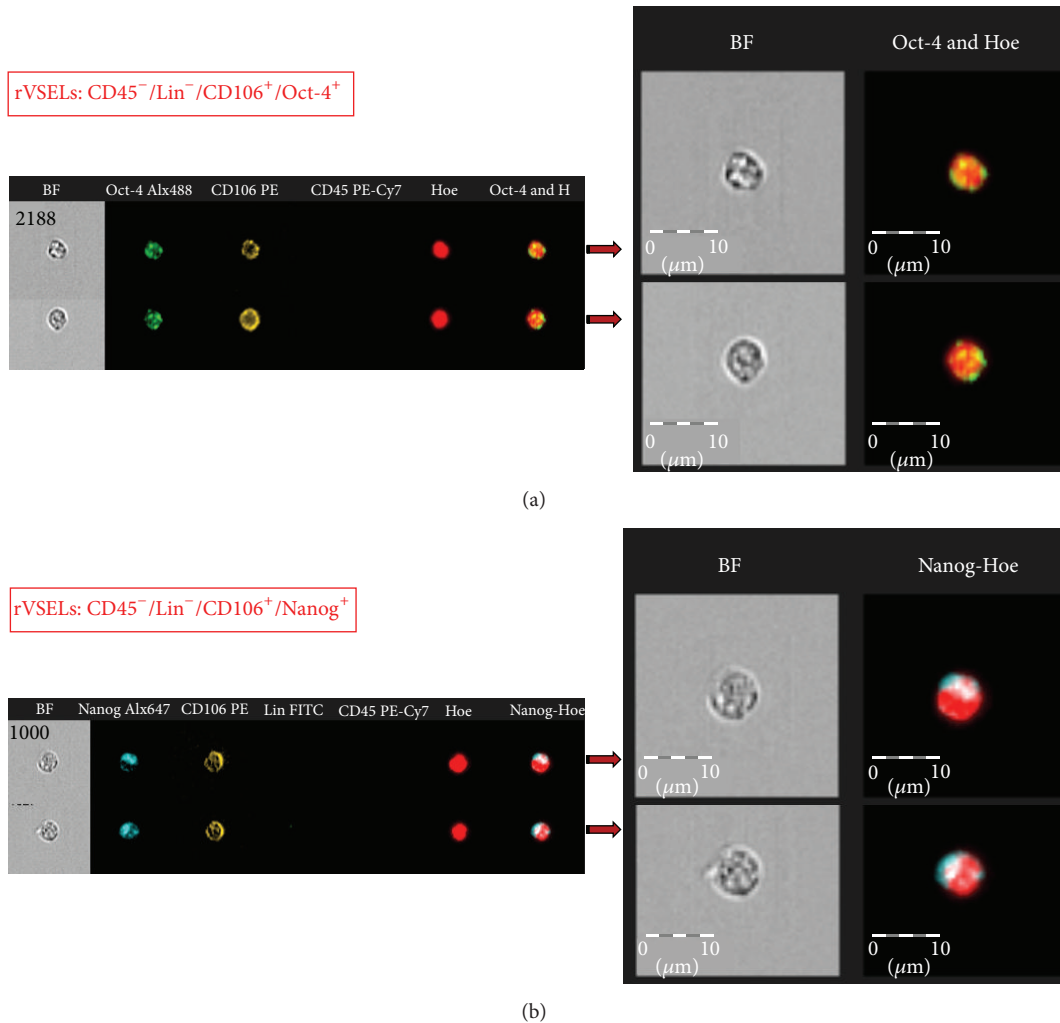 BF Oct-4 and Hoe
rVSELs: CD45⁻/Lin⁻/CD106⁺/Oct-4⁺
BF Oct-4 Alx488 CD106 PE CD45 PE-Cy7 Hoe Oct-4 and H
2188
0 10 0 10
(μm) (μm)
0 10 0 10
(μm) (μm)
(a)
BF Nanog-Hoe
rVSELs: CD45⁻/Lin⁻/CD106⁺/Nanog⁺
BF Nanog Alx647 CD106 PE Lin FITC CD45 PE-Cy7 Hoe Nanog-Hoe
1000
0 10 0 10
(μm) (μm)
0 10 0 10
(μm) (μm)
(b)